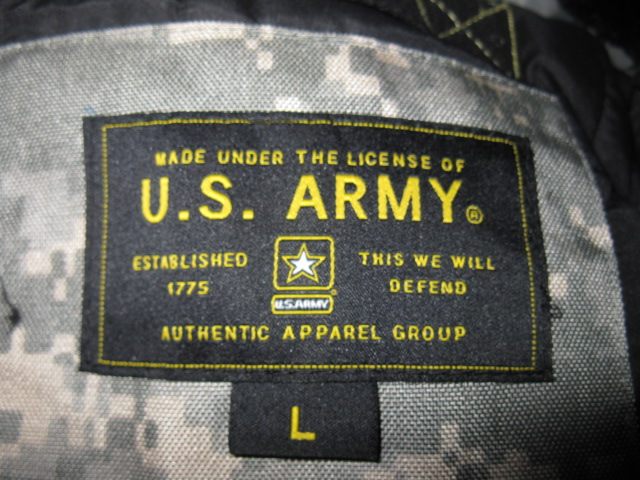 MADE UNDER THE LICENSE OF
U.S. ARMY®
ESTABLISHED
1775
U.S.ARMY
THIS WE WILL
DEFEND
AUTHENTIC APPAREL GROUP
L